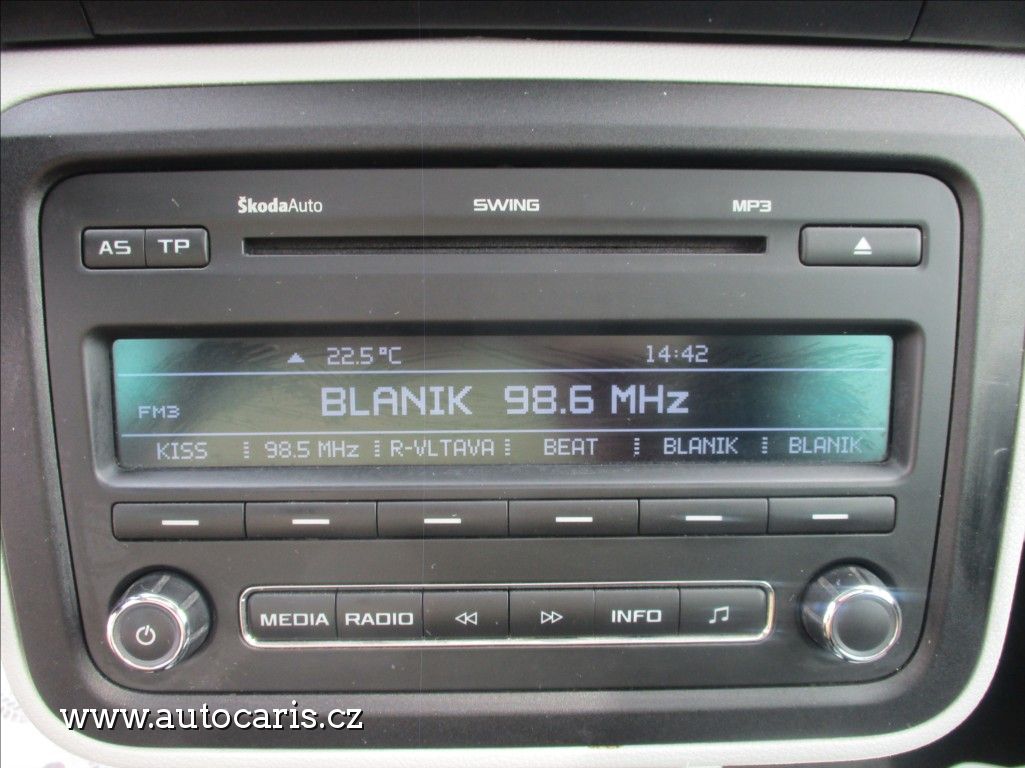 ŠkodaAuto SWING MP3
AS TP
22.5°C 14:42
BLANIK 98.6 MHz
FM3
KISS 98.5 MHz R-VLTAVA BEAT BLANIK BLANIK
MEDIA RADIO INFO
www.autocaris.cz